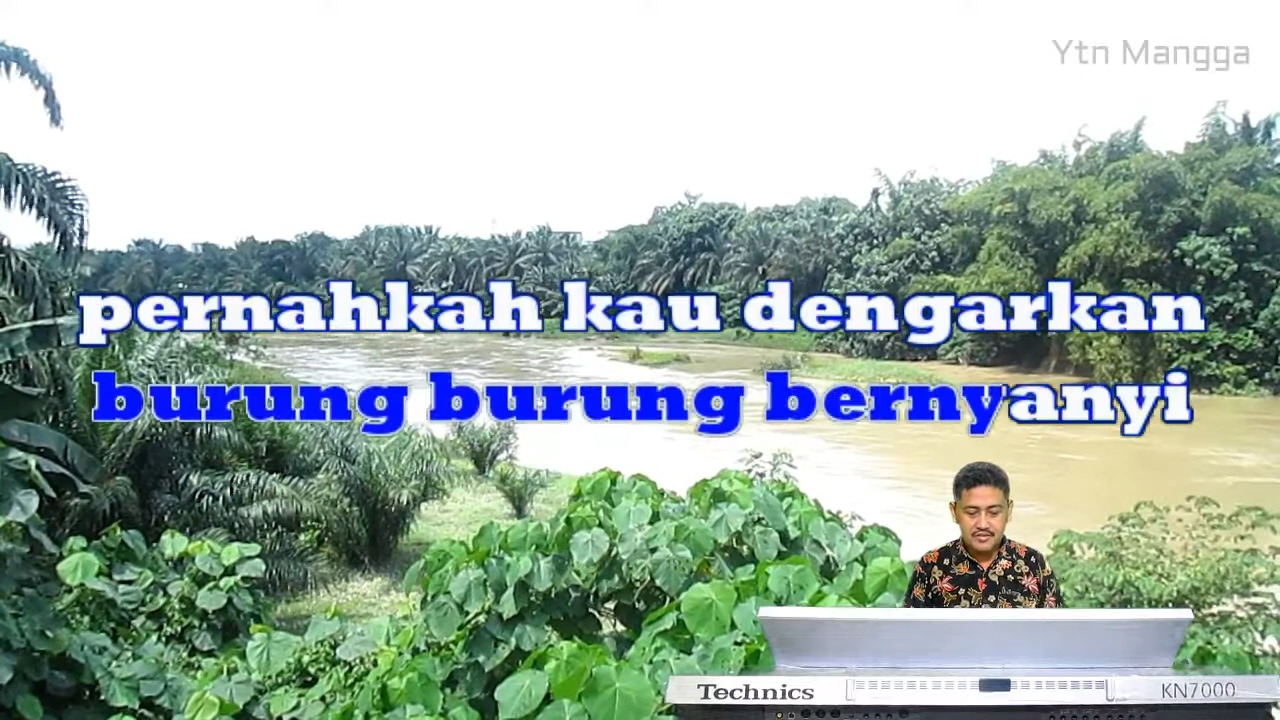 Ytn Mangga
pernahkah kau dengarkan
burung burung bernyanyi
Technics
KN7000